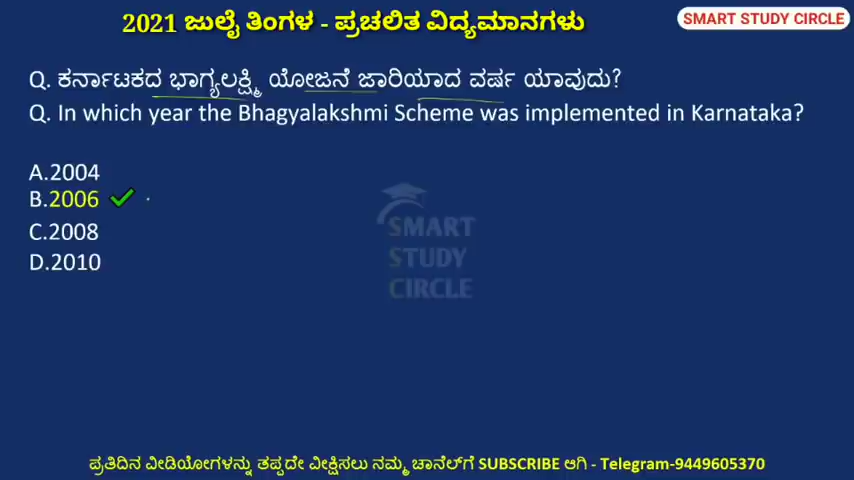 2021 ಜುಲೈ ತಿಂಗಳ - ಪ್ರಚಲಿತ ವಿದ್ಯಮಾನಗಳು
SMART STUDY CIRCLE
Q. ಕರ್ನಾಟಕದ ಭಾಗ್ಯಲಕ್ಷ್ಮಿ ಯೋಜನೆ ಜಾರಿಯಾದ ವರ್ಷ ಯಾವುದು?
Q. In which year the Bhagyalakshmi Scheme was implemented in Karnataka?
A.2004
B.2006
C.2008
D.2010
SMART
STUDY
CIRCLE
ಪ್ರತಿದಿನ ವೀಡಿಯೋಗಳನ್ನು ತಪ್ಪದೇ ವೀಕ್ಷಿಸಲು ನಮ್ಮ ಚಾನೆಲ್‌ಗೆ SUBSCRIBE ಆಗಿ - Telegram-9449605370